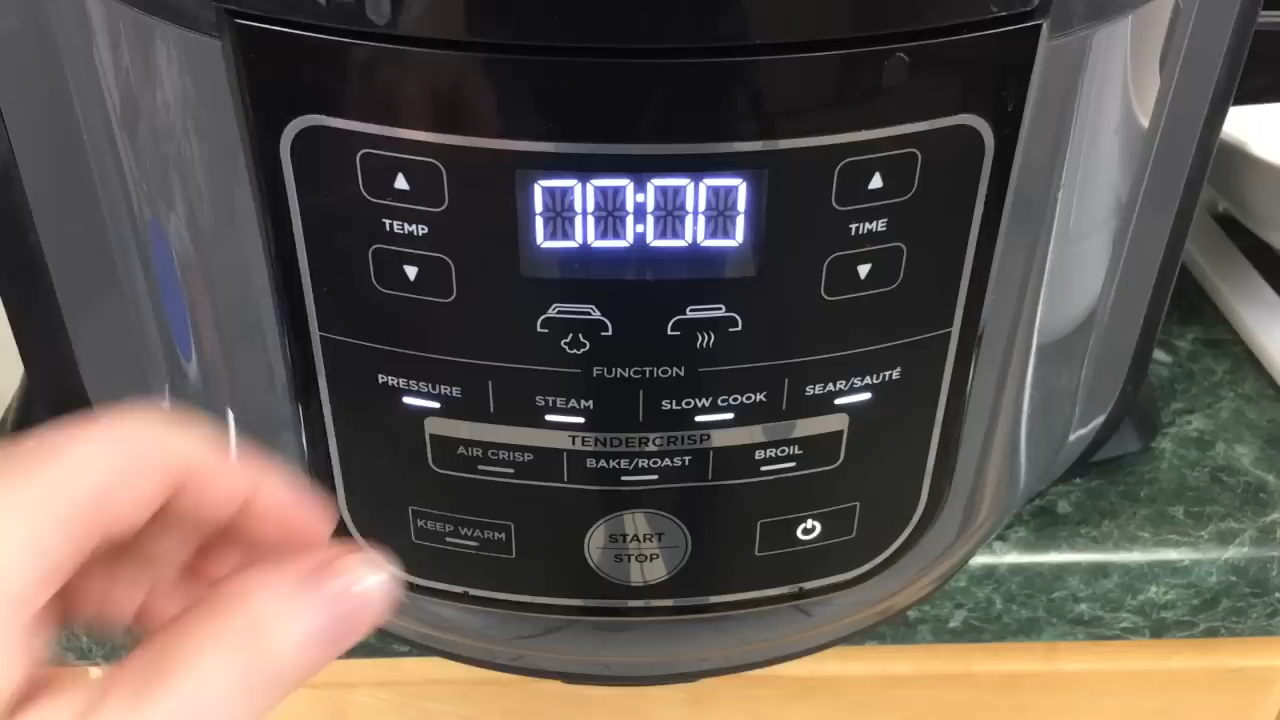 00:00
TEMP
TIME
FUNCTION
PRESSURE
STEAM
SLOW COOK
SEAR/SAUTÉ
TENDERCRISP
AIR CRISP
BAKE/ROAST
BROIL
KEEP WARM
START
STOP